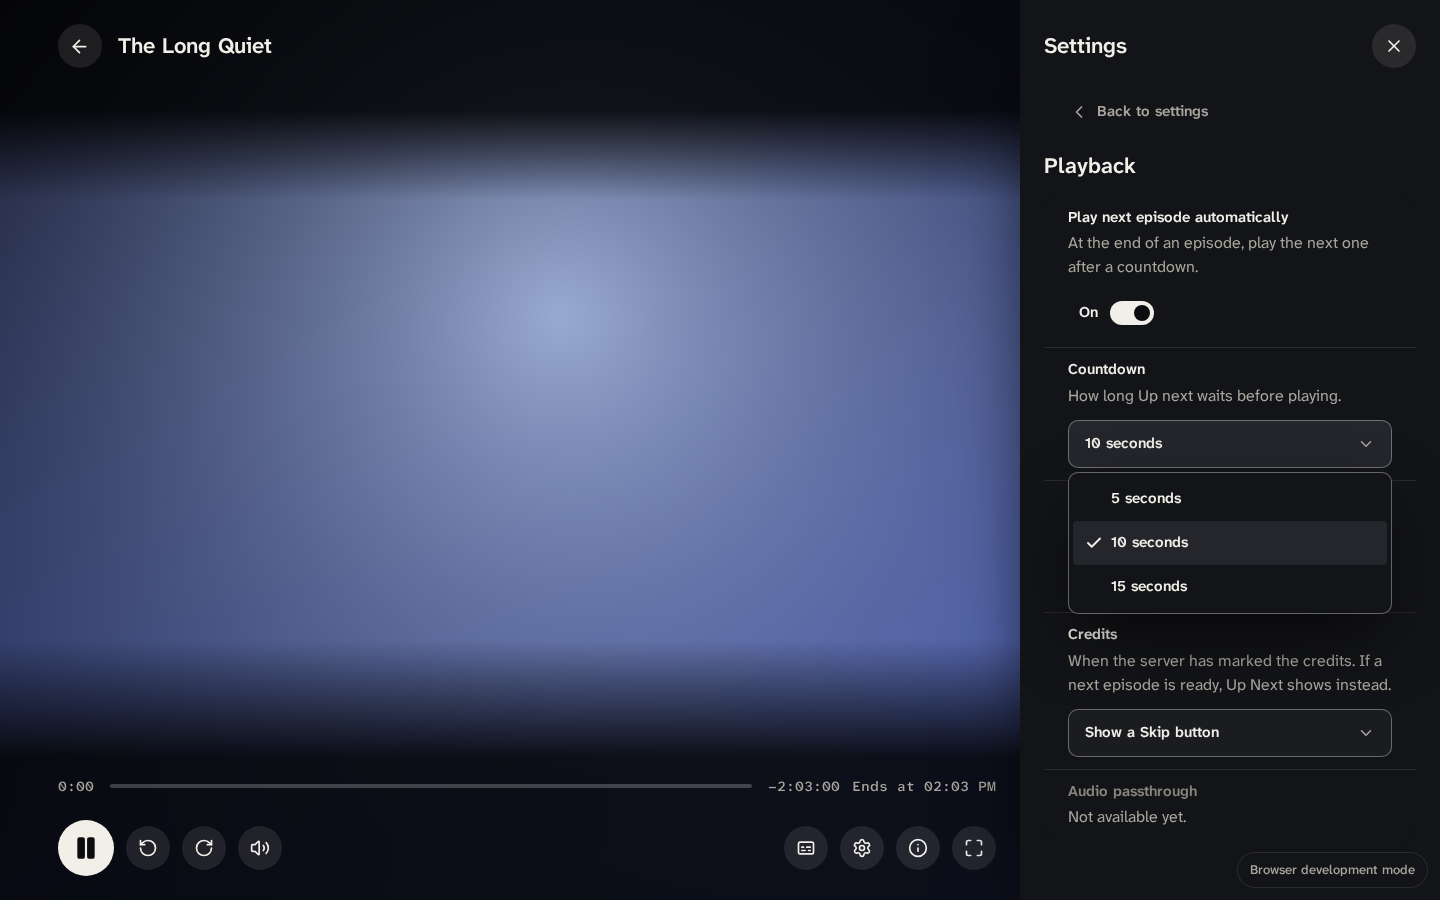 The Long Quiet
Settings
Back to settings
Playback
Play next episode automatically
At the end of an episode, play the next one
after a countdown.
On
Countdown
How long Up next waits before playing.
10 seconds
5 seconds
10 seconds
15 seconds
Credits
When the server has marked the credits. If a
next episode is ready, Up Next shows instead.
Show a Skip button
Audio passthrough
Not available yet.
0:00
−2:03:00 Ends at 02:03 PM
Browser development mode